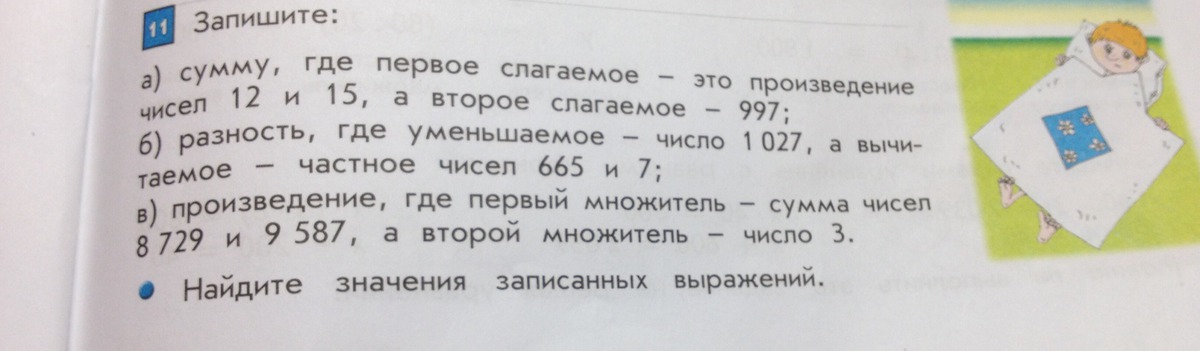 11 Запишите:
а) сумму, где первое слагаемое – это произведение
чисел 12 и 15, а второе слагаемое – 997;
б) разность, где уменьшаемое – число 1 027, а вычи-
таемое – частное чисел 665 и 7;
в) произведение, где первый множитель – сумма чисел
8 729 и 9 587, а второй множитель – число 3.
• Найдите значения записанных выражений.